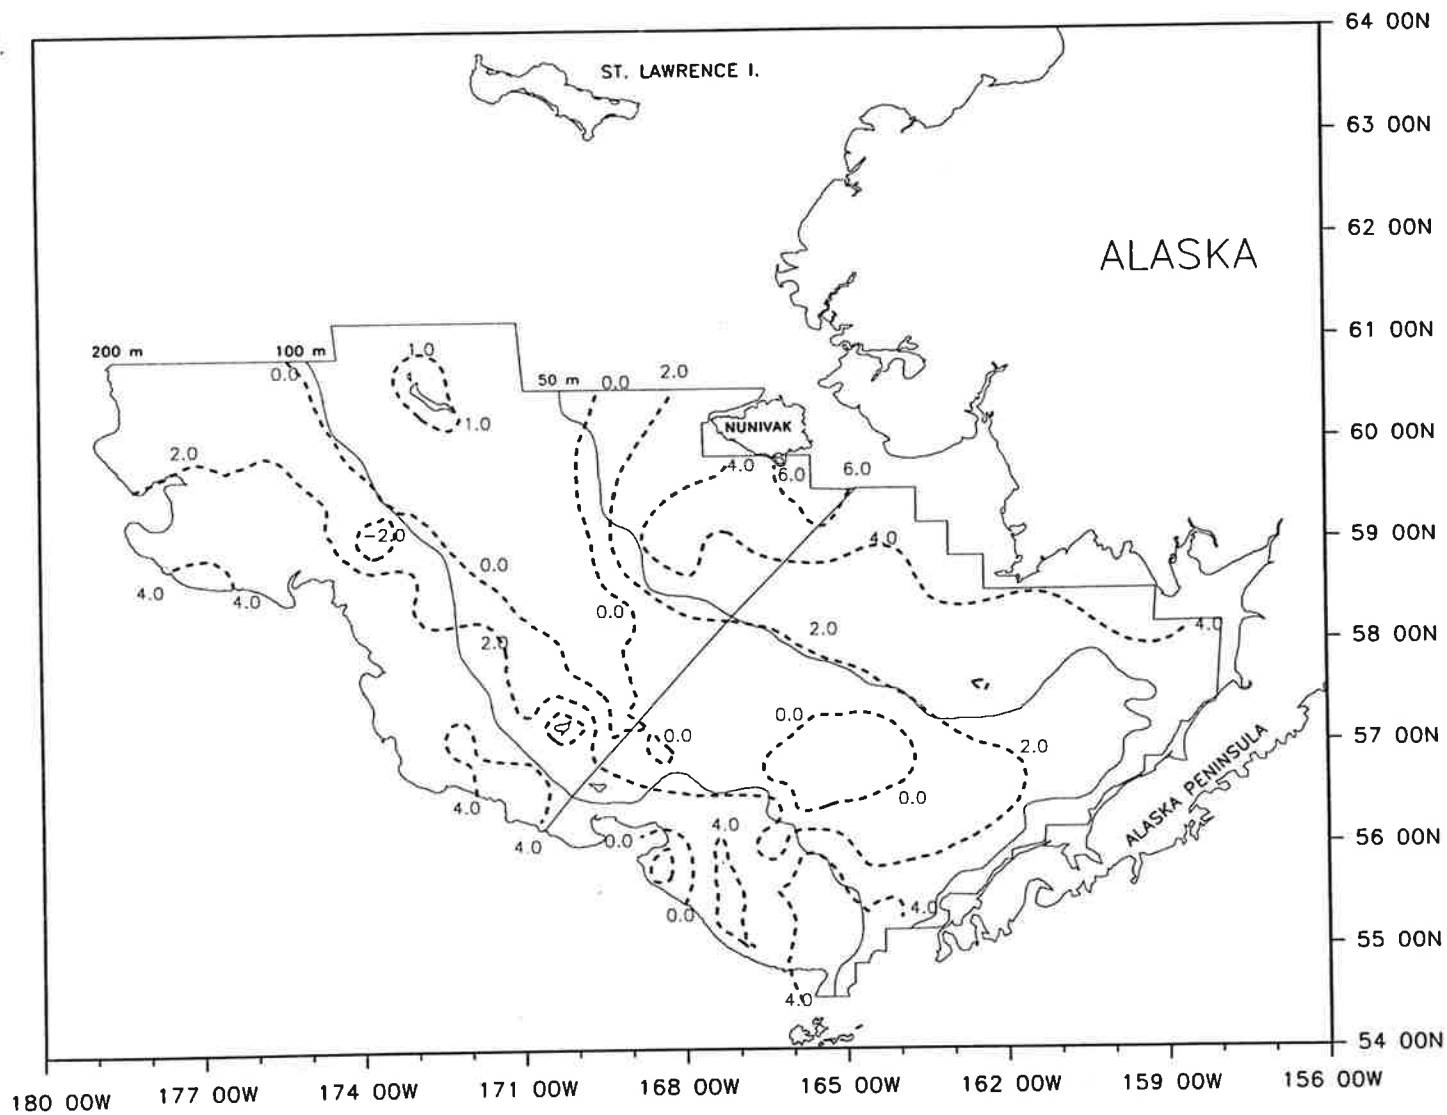 64 00N
ST. LAWRENCE I.
63 00N
62 00N
ALASKA
61 00N
200 m
100 m
1.0
0.0
50 m
0.0
2.0
1.0
60 00N
NUNIVAK
2.0
4.0
6.0
6.0
59 00N
-2.0
4.0
0.0
4.0
4.0
0.0
58 00N
2.0
4.0
2.0
57 00N
0.0
0.0
2.0
ALASKA PENINSULA
4.0
0.0
56 00N
4.0
0.0
4.0
0.0
4.0
55 00N
4.0
54 00N
180 00W
177 00W
174 00W
171 00W
168 00W
165 00W
162 00W
159 00W
156 00W